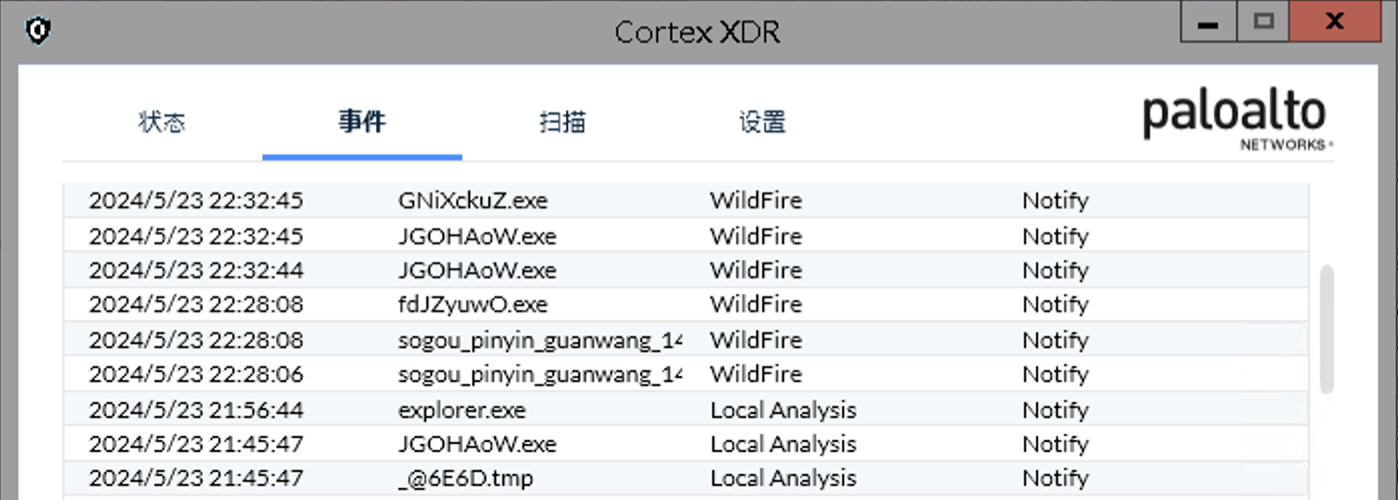 Cortex XDR
状态 事件 扫描 设置
paloalto
NETWORKS
2024/5/23 22:32:45 GNiXckuZ.exe WildFire Notify
2024/5/23 22:32:45 JGOHAoW.exe WildFire Notify
2024/5/23 22:32:44 JGOHAoW.exe WildFire Notify
2024/5/23 22:28:08 fdJZyuwO.exe WildFire Notify
2024/5/23 22:28:08 sogou_pinyin_guanwang_14 WildFire Notify
2024/5/23 22:28:06 sogou_pinyin_guanwang_14 WildFire Notify
2024/5/23 21:56:44 explorer.exe Local Analysis Notify
2024/5/23 21:45:47 JGOHAoW.exe Local Analysis Notify
2024/5/23 21:45:47 _@6E6D.tmp Local Analysis Notify